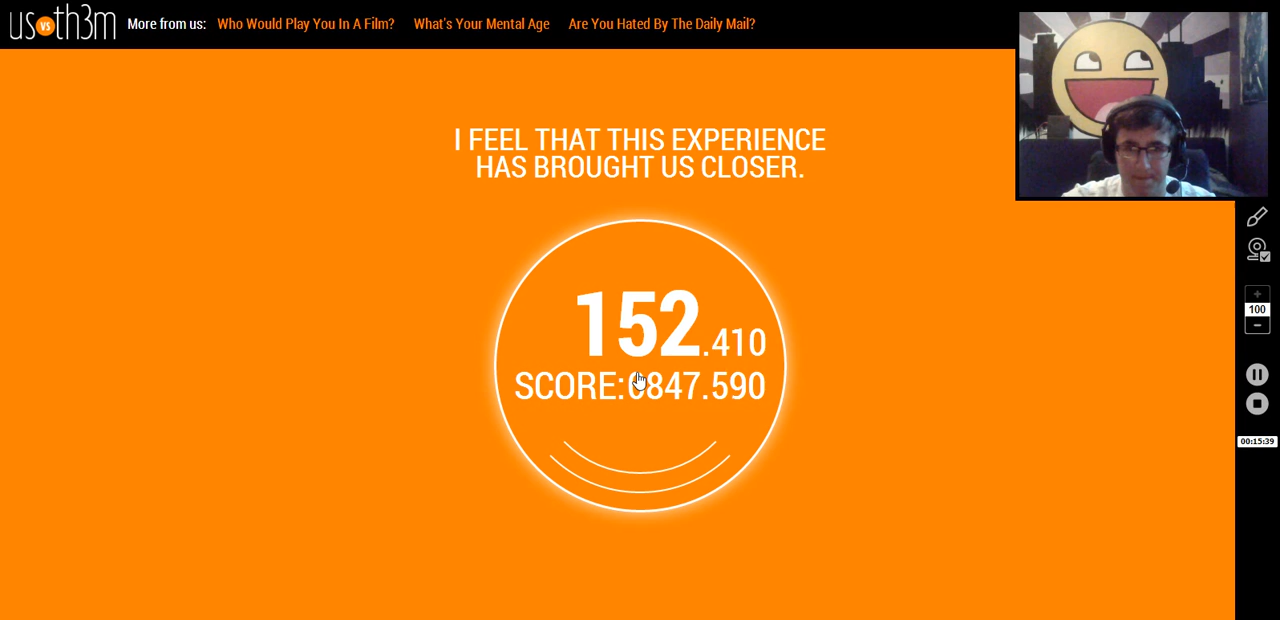 us vs th3m
More from us: Who Would Play You In A Film? What's Your Mental Age Are You Hated By The Daily Mail?
I FEEL THAT THIS EXPERIENCE
HAS BROUGHT US CLOSER.
152.410
SCORE:0847.590
100
00:15:39